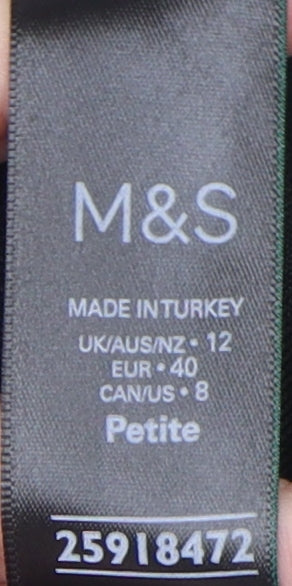 M&S
MADE IN TURKEY
UK/AUS/NZ • 12
EUR • 40
CAN/US • 8
Petite
25918472